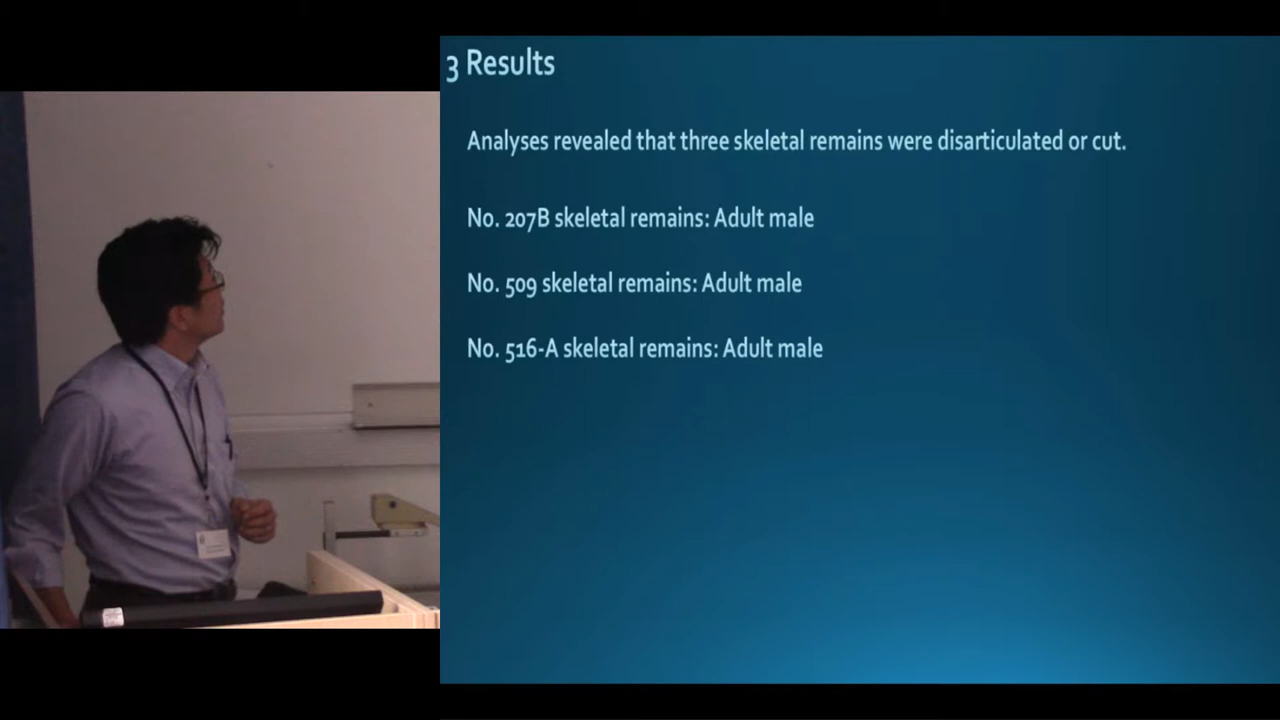 3 Results
Analyses revealed that three skeletal remains were disarticulated or cut.
No. 207B skeletal remains: Adult male
No. 509 skeletal remains: Adult male
No. 516-A skeletal remains: Adult male